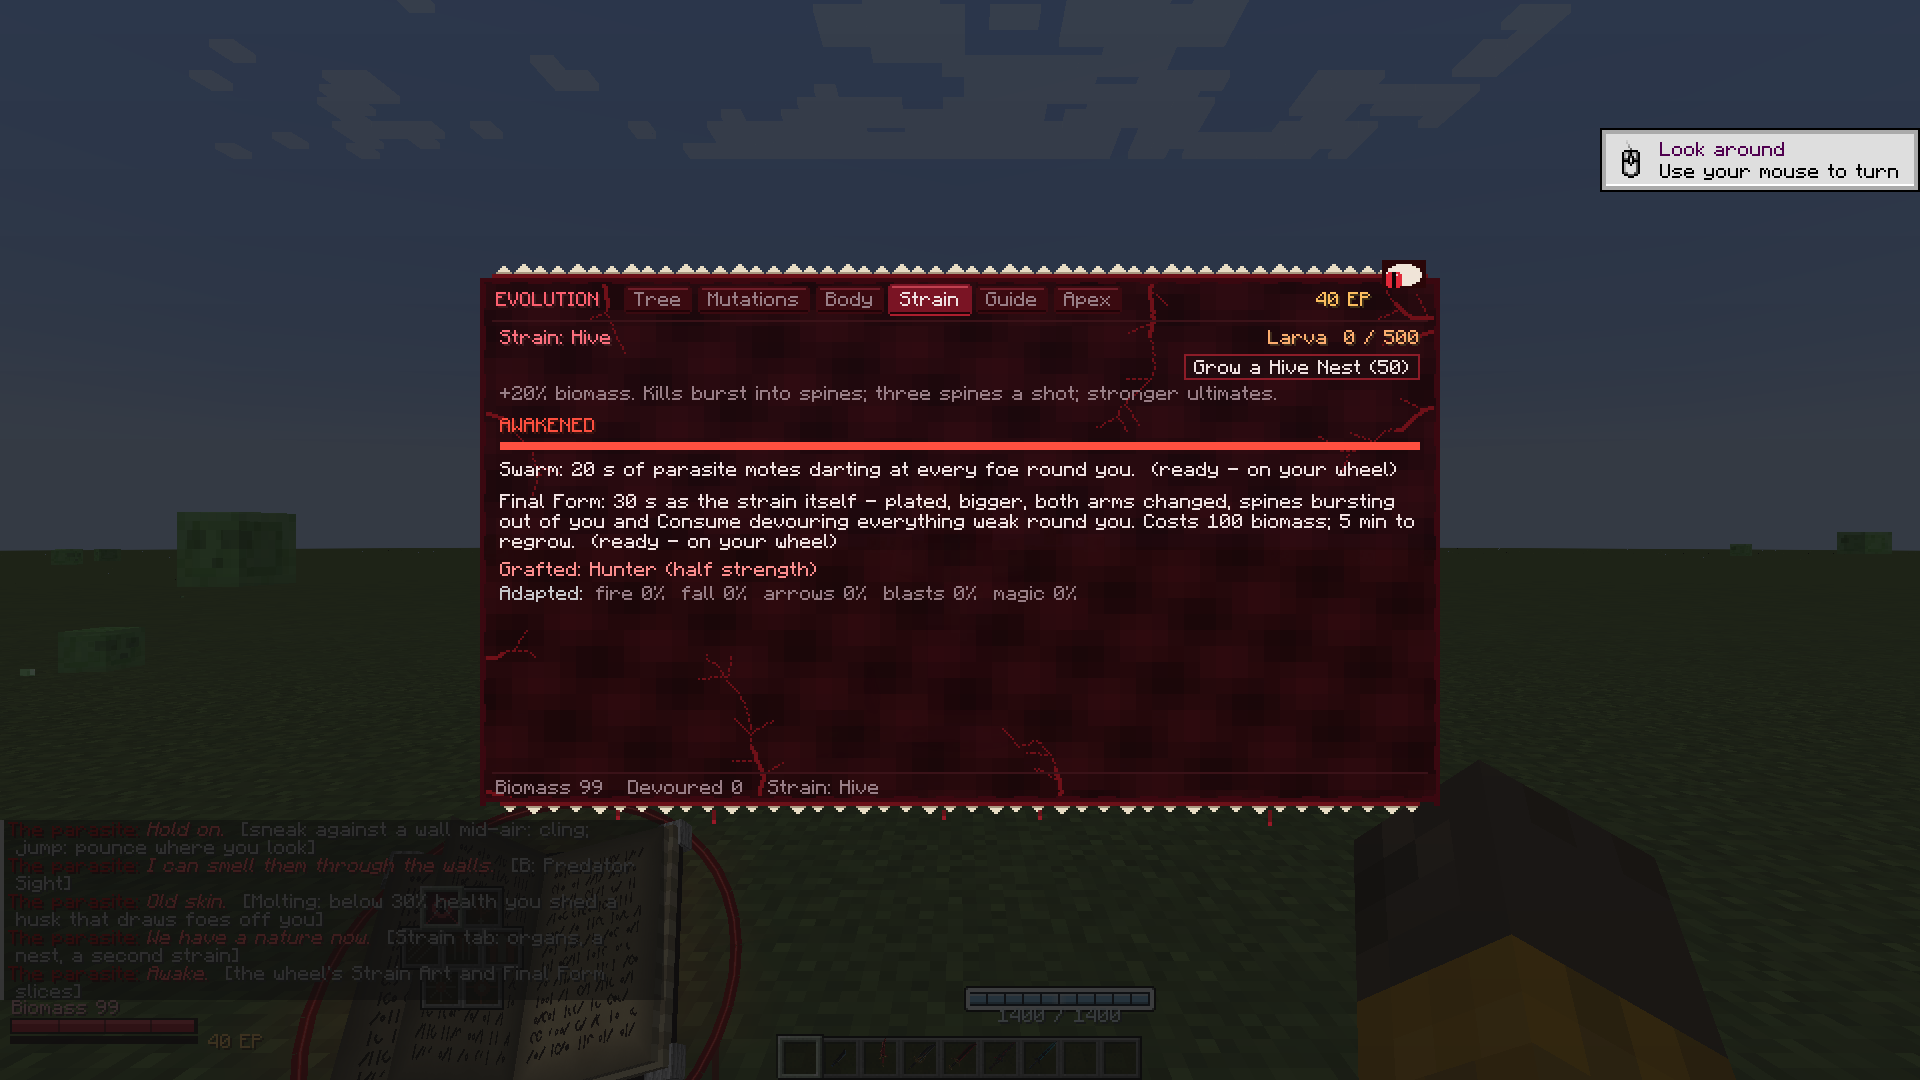 Look around
Use your mouse to turn
EVOLUTION Tree Mutations Body Strain Guide Apex 40 EP
Strain: Hive Larva 0 / 500
Grow a Hive Nest (50)
+20% biomass. Kills burst into spines; three spines a shot; stronger ultimates.
AWAKENED
Swarm: 20 s of parasite motes darting at every foe round you. (ready - on your wheel)
Final Form: 30 s as the strain itself - plated, bigger, both arms changed, spines bursting
out of you and Consume devouring everything weak round you. Costs 100 biomass; 5 min to
regrow. (ready - on your wheel)
Grafted: Hunter (half strength)
Adapted: fire 0% fall 0% arrows 0% blasts 0% magic 0%
Biomass 99 Devoured 0 Strain: Hive
The parasite: Hold on. [sneak against a wall mid-air: cling;
jump: pounce where you look]
The parasite: I can smell them through the walls. [B: Predator
Sight]
The parasite: Old skin. [Molting: below 30% health you shed a
husk that draws foes off you]
The parasite: We have a nature now. [Strain tab: organs, a
nest, a second strain]
The parasite: Awake. [the wheel's Strain Art and Final Form
slices]
Biomass 99
40 EP
1400 / 1400